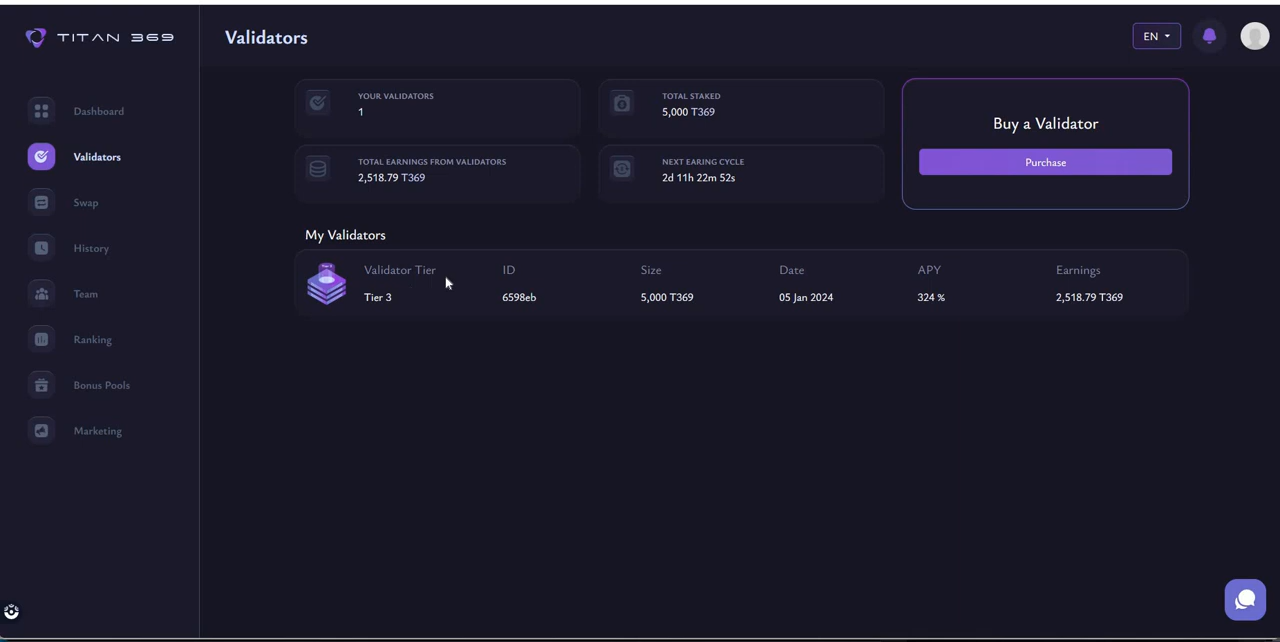 TITAN 369
Validators
EN
Dashboard
Validators
Swap
History
Team
Ranking
Bonus Pools
Marketing
YOUR VALIDATORS
1
TOTAL STAKED
5,000 T369
TOTAL EARNINGS FROM VALIDATORS
2,518.79 T369
NEXT EARING CYCLE
2d 11h 22m 52s
Buy a Validator
Purchase
My Validators
Validator Tier ID Size Date APY Earnings
Tier 3 6598eb 5,000 T369 05 Jan 2024 324 % 2,518.79 T369